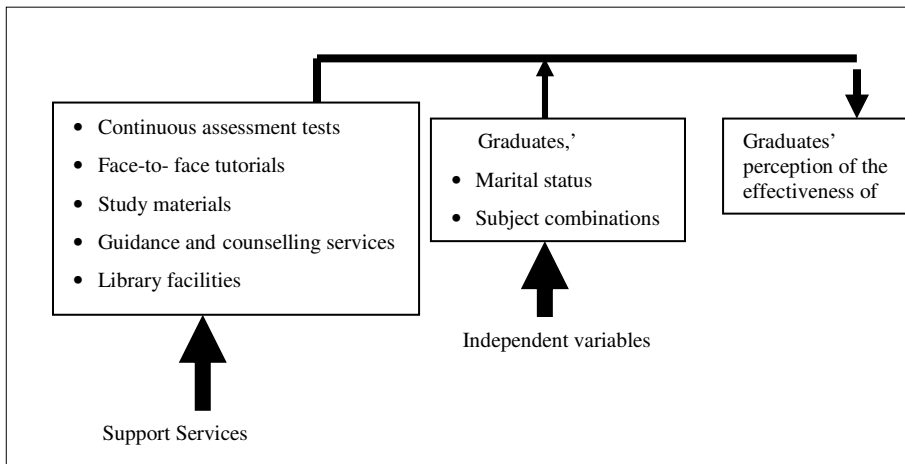 • Continuous assessment tests
• Face-to- face tutorials
• Study materials
• Guidance and counselling services
• Library facilities
Graduates,’
• Marital status
• Subject combinations
Graduates’
perception of the
effectiveness of
Independent variables
Support Services